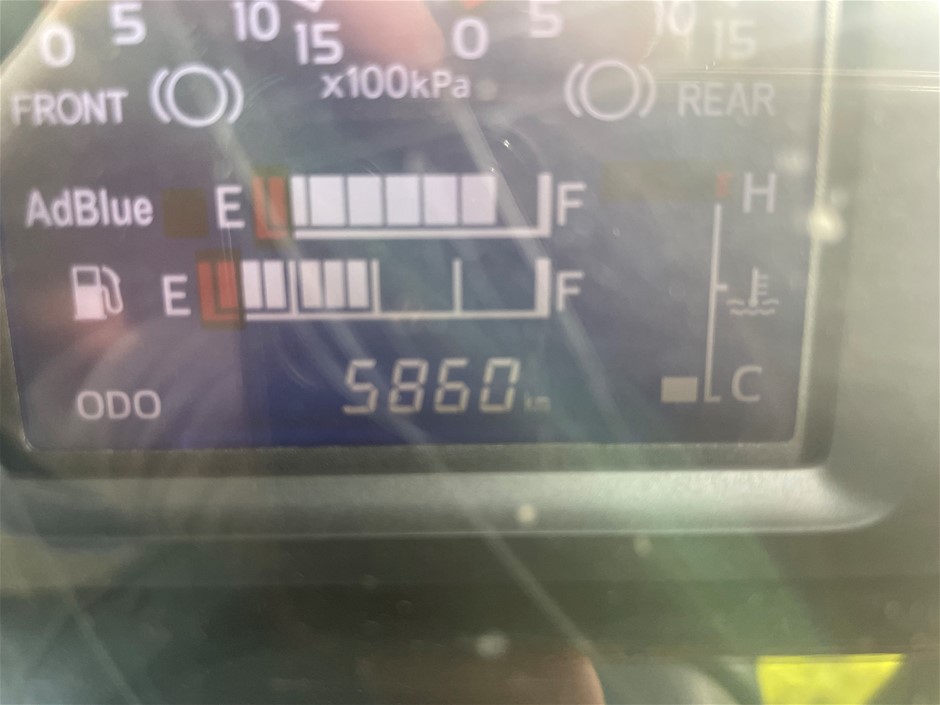 0 5 10 15 0 5 10 15
x100kPa
FRONT REAR
AdBlue E F H
E F
ODO 5860 km C